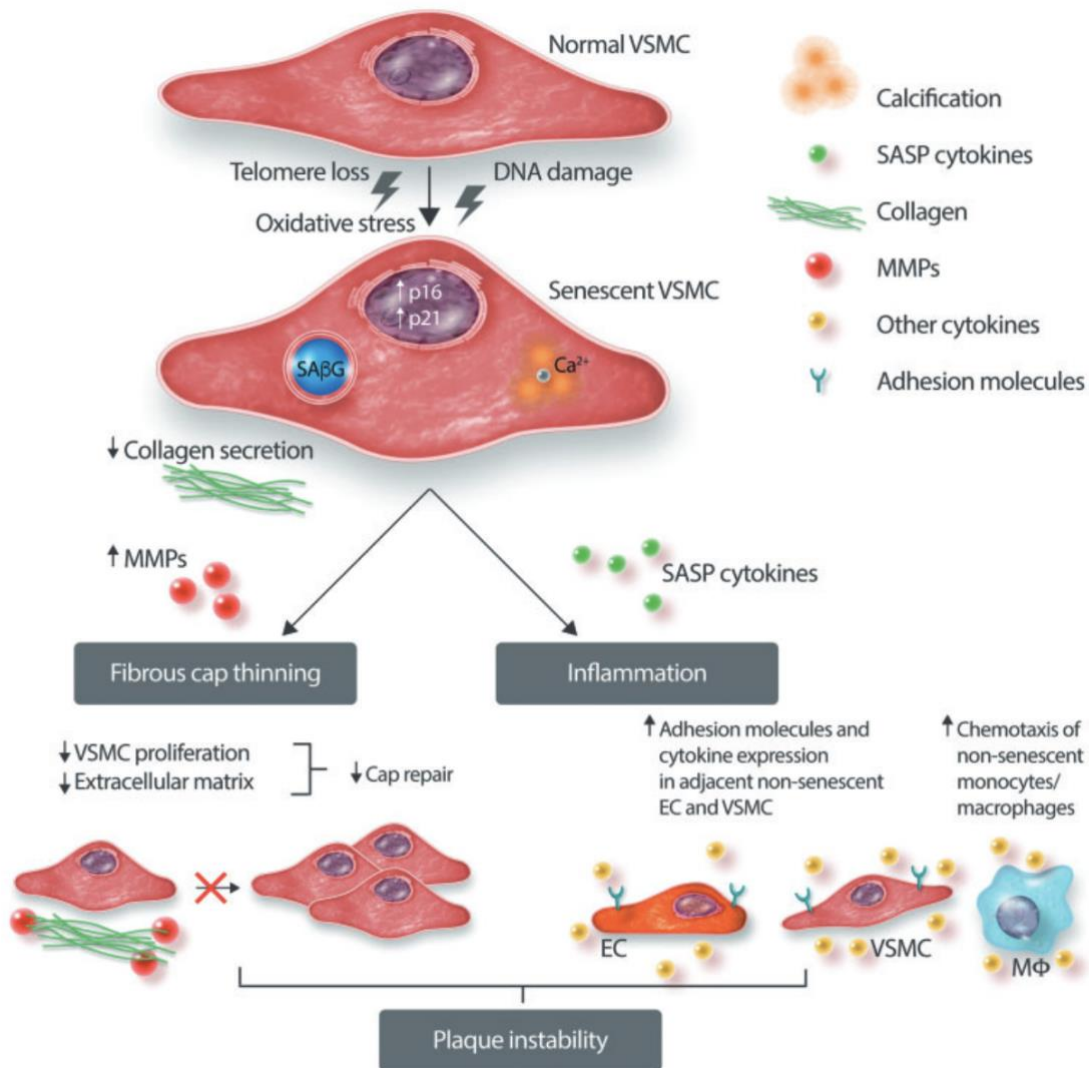 Normal VSMC
Calcification
SASP cytokines
Collagen
MMPs
Other cytokines
Adhesion molecules
Telomere loss
DNA damage
Oxidative stress
↑ p16
↑ p21
Senescent VSMC
SAβG
Ca²⁺
↓ Collagen secretion
↑ MMPs
SASP cytokines
Fibrous cap thinning
Inflammation
↓ VSMC proliferation
↓ Extracellular matrix
↓ Cap repair
↑ Adhesion molecules and
cytokine expression
in adjacent non-senescent
EC and VSMC
↑ Chemotaxis of
non-senescent
monocytes/
macrophages
EC
VSMC
MΦ
Plaque instability